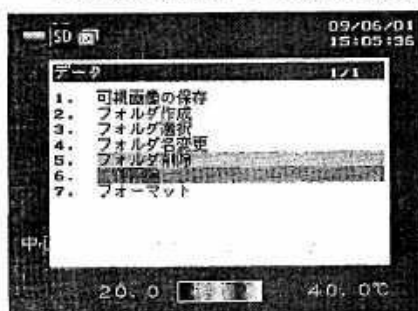 SD
09/06/01
15:05:36
データ 1/1
1. 可視画像の保存
2. フォルダ作成
3. フォルダ選択
4. フォルダ名変更
5. フォルダ削除
6.
7. フォーマット
20.0 40.0℃